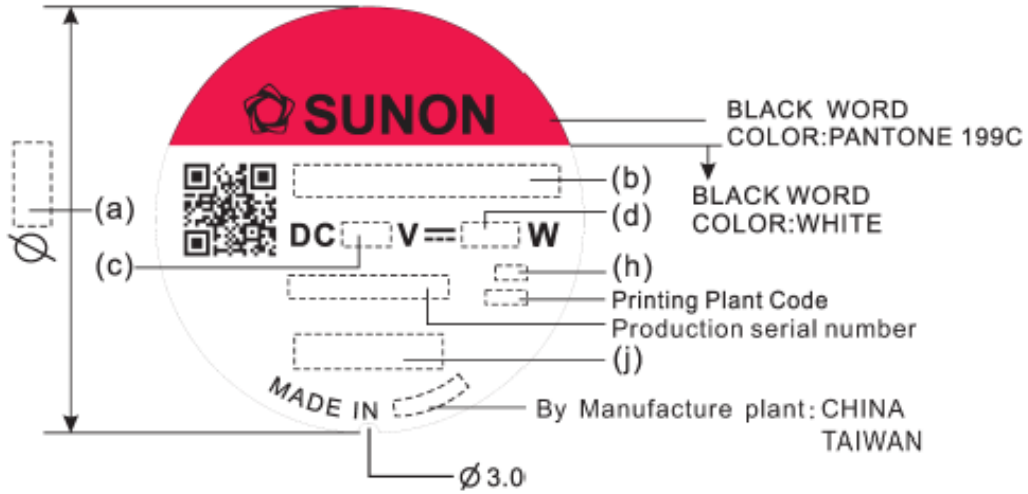 SUNON
BLACK WORD
COLOR:PANTONE 199C
(b)
BLACK WORD
COLOR:WHITE
(a)
Ø
(d)
DC V W
(c)
(h)
Printing Plant Code
Production serial number
(j)
MADE IN
By Manufacture plant: CHINA
TAIWAN
Ø 3.0